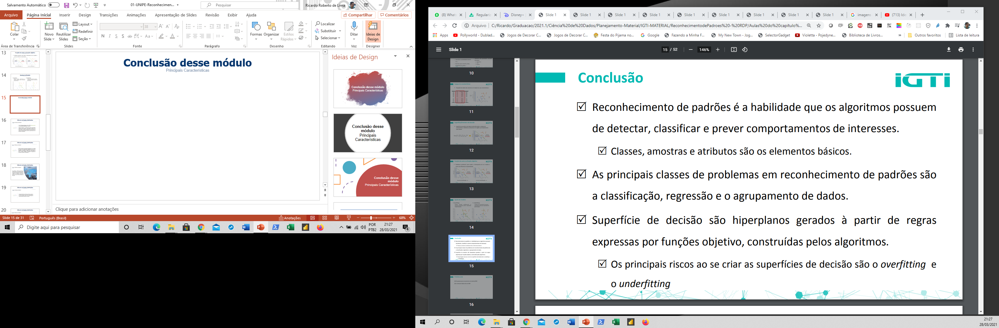 Salvamento Automático
01-UNIPE-Reconhecimen...
Pesquisar
Ricardo Roberto de Lima
Arquivo
Página Inicial
Inserir
Design
Transições
Animações
Apresentação de Slides
Revisão
Exibir
Ajuda
Compartilhar
Comentários
Colar
Novo
Slide
Reutilizar
Slides
Layout
Redefinir
Seção
38
N I S S ab AV Aa
Formas
Organizar
Estilos
Rápidos
Localizar
Substituir
Selecionar
Ditar
Ideias de
Design
Área de Transferência
Slides
Fonte
Parágrafo
Desenho
Editando
Voz
Designer
13
14
15
16
17
18
19
20
Conclusão desse módulo
Principais Características
Clique para adicionar anotações
Ideias de Design
Conclusão desse módulo
Principais Características
Conclusão desse
módulo
Principais
Características
Conclusão desse
módulo
Principais Características
Slide 15 de 31
Português (Brasil)
Anotações
68%
Digite aqui para pesquisar
POR
PTB2
21:27
28/03/2021
4
(8) Whats
Regulariz
Disney+
Slide 1
Slide 1
Slide 1
Slide 1
Slide 1
Slide 1
Slide 1
Slide 1
Slide 1
imagens
(713) Ide
Arquivo
C:/Ricardo/Graduacao/2021.1/Ciência%20de%20Dados/Planejamento-Material/IGTI-MATERIAL/ReconhecimentodePadroes%20-%20RDP/Aulas%20do%20capítulo%...
Apps
Pollyworld - Dublad...
Jogos de Decorar C...
Jogos de Decorar C...
Festa do Pijama no...
Google
Fazendo a Minha F...
My New Town - Jog...
SelectorGadget
Violetta - Pojedyne...
Biblioteca de Livros...
»
Outros favoritos
Lista de leitura
Slide 1
15 / 52
146%
10
11
12
13
14
15
16
Conclusão
iGTi
Reconhecimento de padrões é a habilidade que os algoritmos possuem
de detectar, classificar e prever comportamentos de interesses.
Classes, amostras e atributos são os elementos básicos.
As principais classes de problemas em reconhecimento de padrões são
a classificação, regressão e o agrupamento de dados.
Superfície de decisão são hiperplanos gerados à partir de regras
expressas por funções objetivo, construídas pelos algoritmos.
Os principais riscos ao se criar as superfícies de decisão são o overfitting e
o underfitting
21:27
28/03/2021